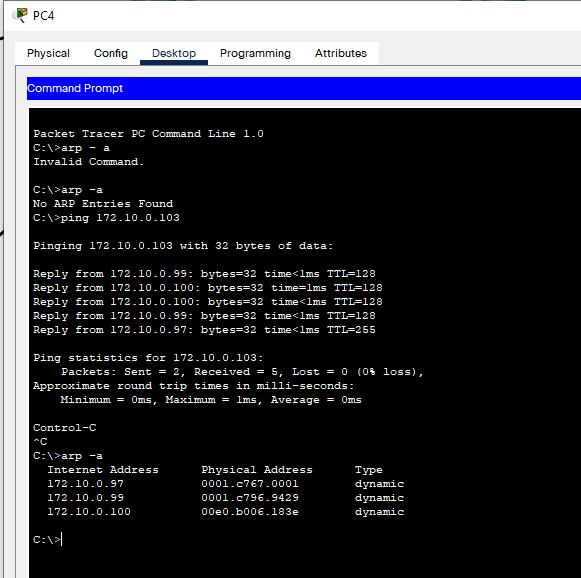 PC4
Physical Config Desktop Programming Attributes
Command Prompt
Packet Tracer PC Command Line 1.0
C:\>arp - a
Invalid Command.
C:\>arp -a
No ARP Entries Found
C:\>ping 172.10.0.103
Pinging 172.10.0.103 with 32 bytes of data:
Reply from 172.10.0.99: bytes=32 time<1ms TTL=128
Reply from 172.10.0.100: bytes=32 time=1ms TTL=128
Reply from 172.10.0.100: bytes=32 time<1ms TTL=128
Reply from 172.10.0.99: bytes=32 time<1ms TTL=128
Reply from 172.10.0.97: bytes=32 time<1ms TTL=255
Ping statistics for 172.10.0.103:
Packets: Sent = 2, Received = 5, Lost = 0 (0% loss),
Approximate round trip times in milli-seconds:
Minimum = 0ms, Maximum = 1ms, Average = 0ms
Control-C
^C
C:\>arp -a
Internet Address Physical Address Type
172.10.0.97 0001.c767.0001 dynamic
172.10.0.99 0001.c796.9429 dynamic
172.10.0.100 00e0.b006.183e dynamic
C:\>